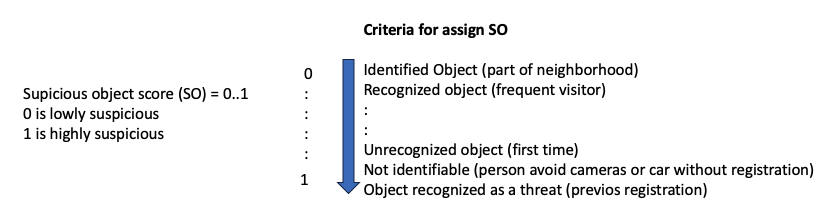 Criteria for assign SO
Supicious object score (SO) = 0..1
0 is lowly suspicious
1 is highly suspicious
0
:
:
:
:
1
Identified Object (part of neighborhood)
Recognized object (frequent visitor)
:
:
Unrecognized object (first time)
Not identifiable (person avoid cameras or car without registration)
Object recognized as a threat (previos registration)